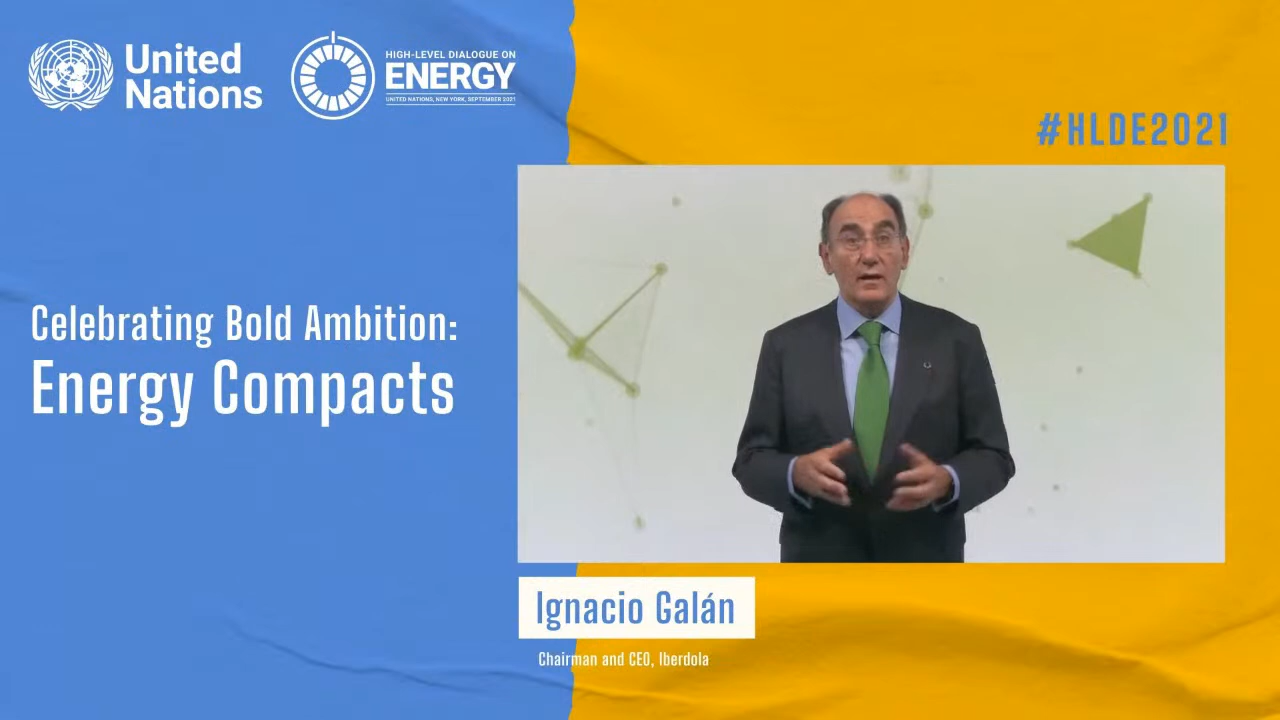 United
Nations
HIGH-LEVEL DIALOGUE ON
ENERGY
UNITED NATIONS, NEW YORK, SEPTEMBER 2021
#HLDE2021
Celebrating Bold Ambition:
Energy Compacts
Ignacio Galán
Chairman and CEO, Iberdola